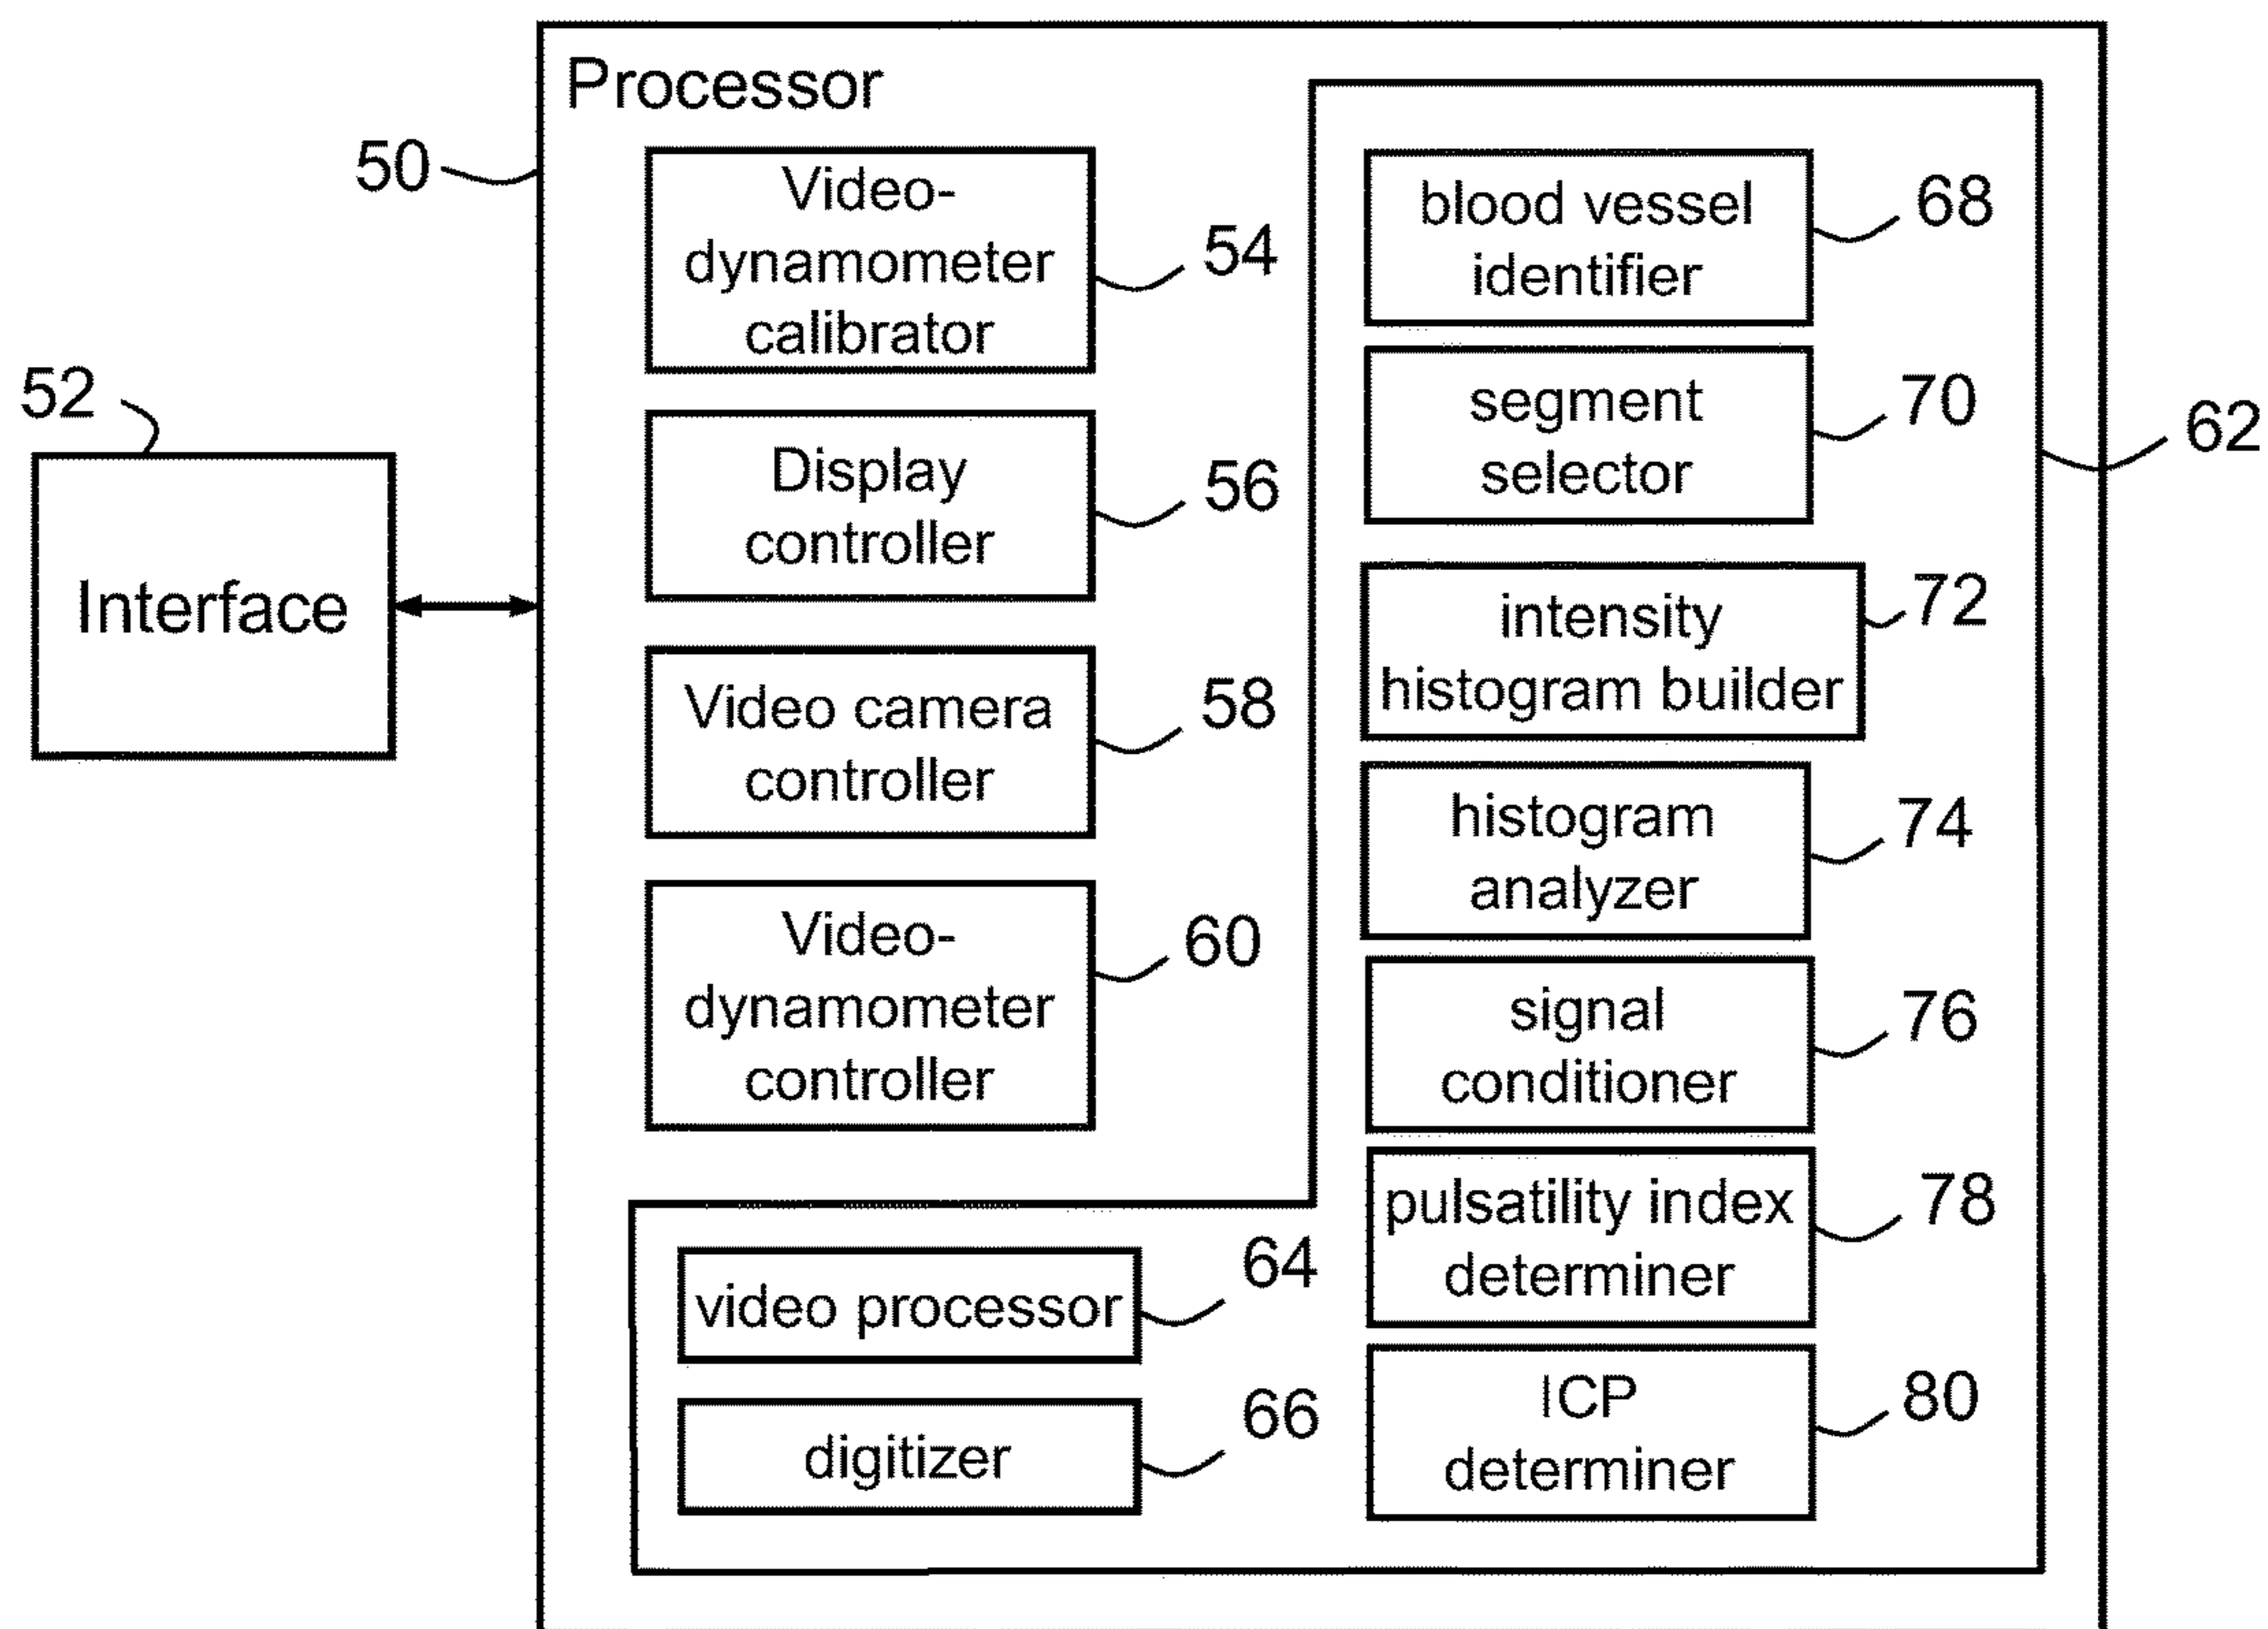 Processor
50
52
Interface
Video-
dynamometer
calibrator
54
Display
controller
56
Video camera
controller
58
Video-
dynamometer
controller
60
62
video processor
64
digitizer
66
blood vessel
identifier
68
segment
selector
70
intensity
histogram builder
72
histogram
analyzer
74
signal
conditioner
76
pulsatility index
determiner
78
ICP
determiner
80